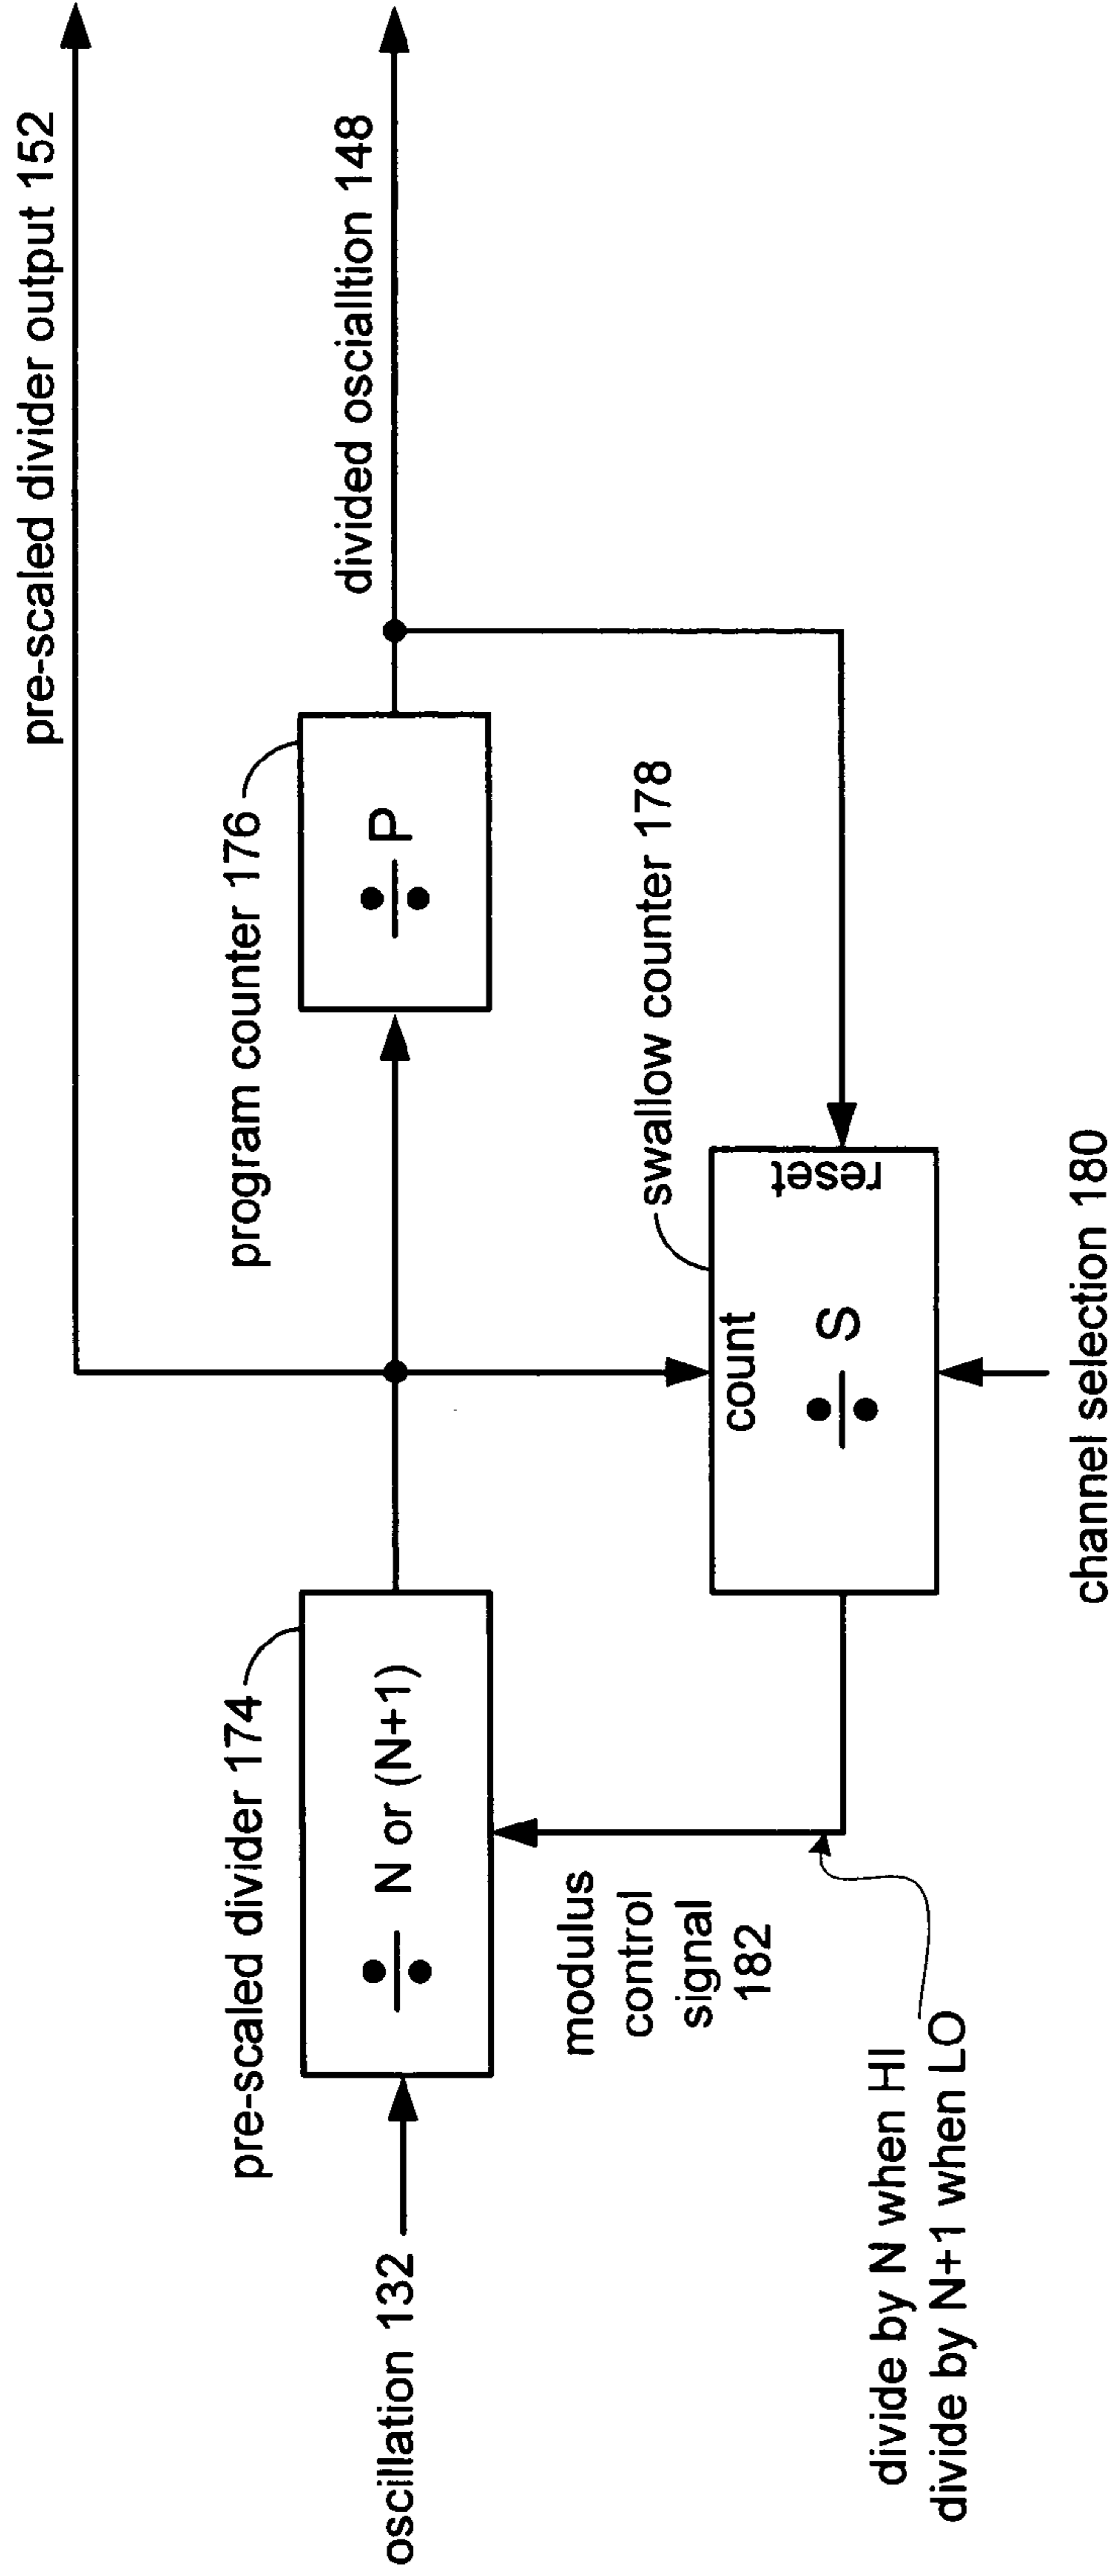 pre-scaled divider output 152
divided oscialltion 148
program counter 176
÷ P
pre-scaled divider 174
÷ N or (N+1)
oscillation 132
swallow counter 178
count
reset
÷ S
modulus
control
signal
182
divide by N when HI
divide by N+1 when LO
channel selection 180